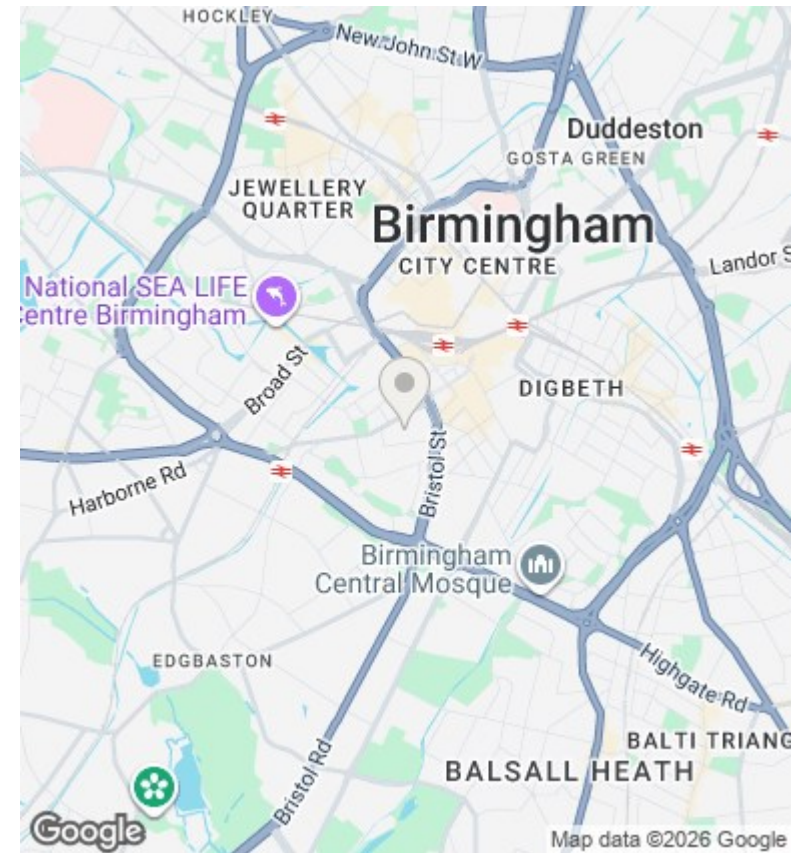 HOCKLEY
New John St W
Duddeston
GOSTA GREEN
JEWELLERY
QUARTER
Birmingham
CITY CENTRE
Landor S
National SEA LIFE
Centre Birmingham
Broad St
DIGBETH
Harborne Rd
Bristol St
Birmingham
Central Mosque
EDGBASTON
Highgate Rd
Bristol Rd
BALTI TRIANG
BALSALL HEATH
Google
Map data ©2026 Google